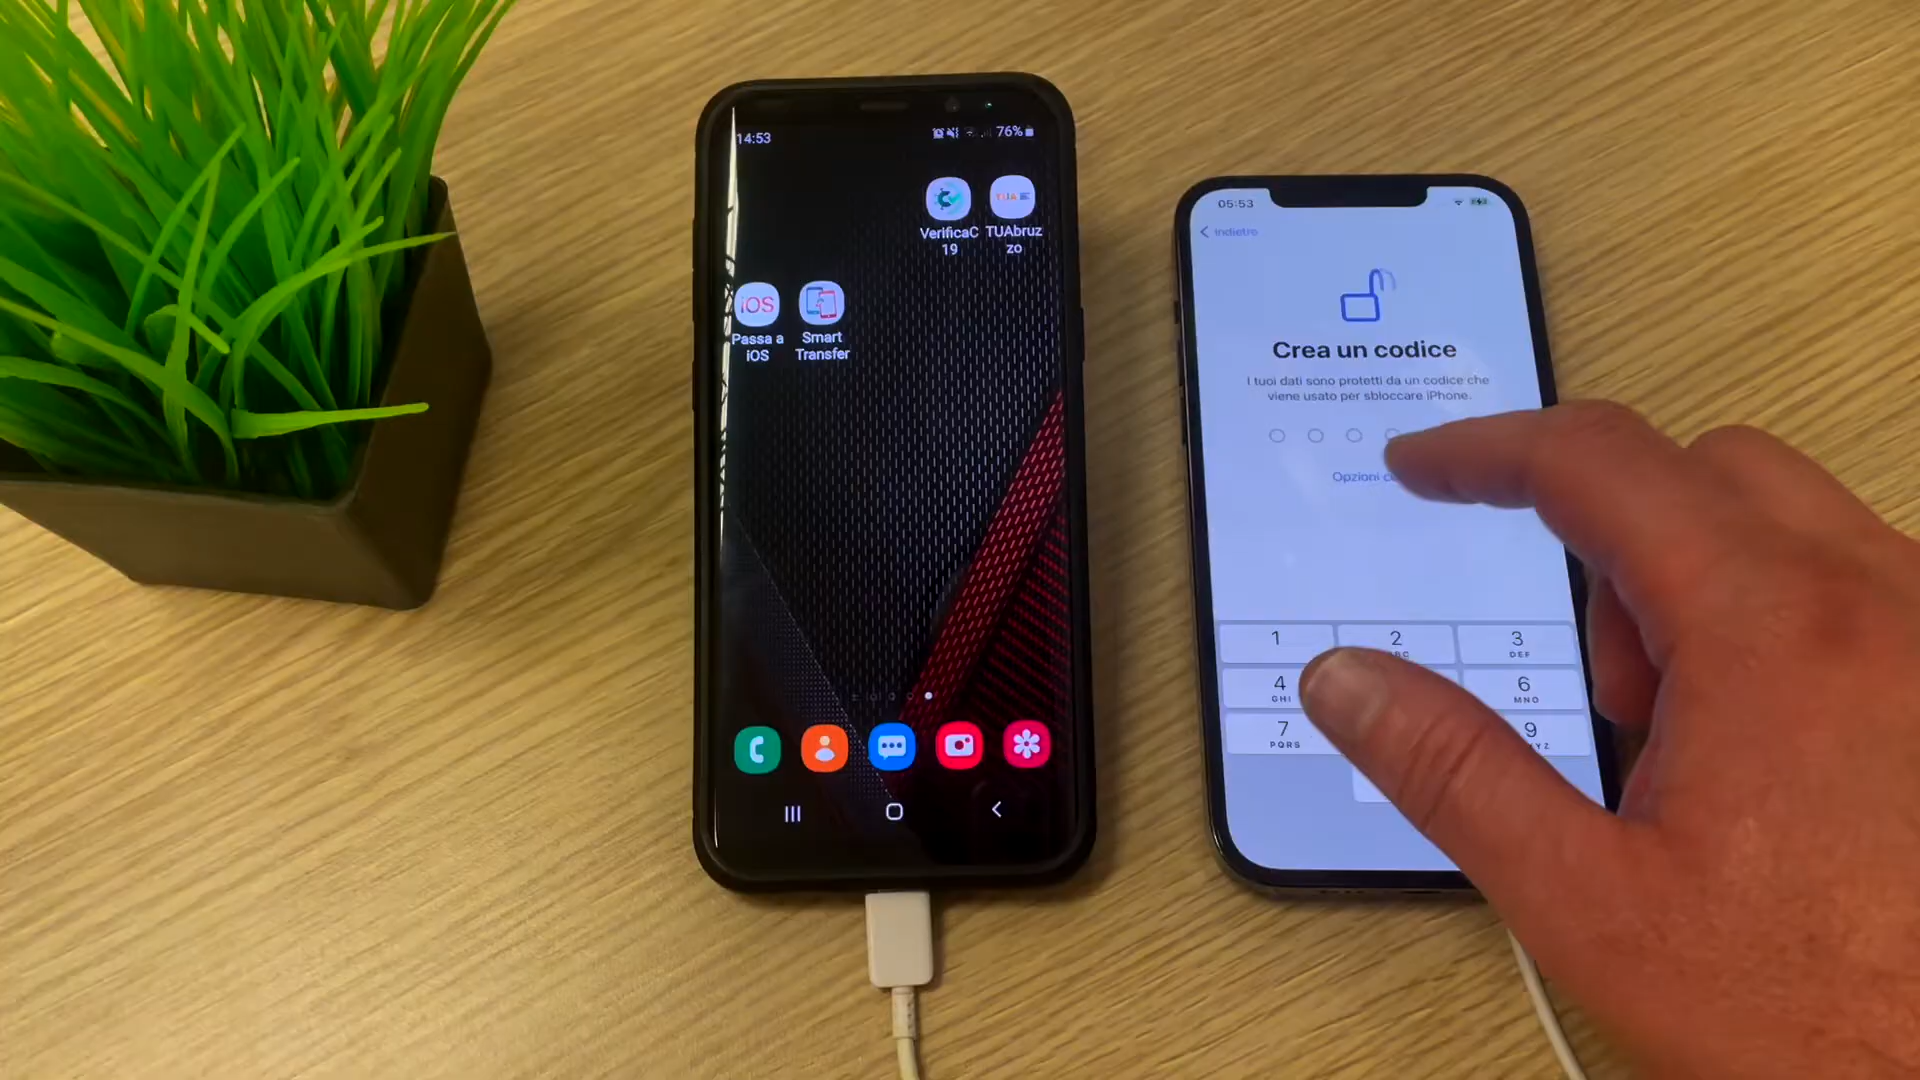 14:53
76%
VerificaC
19
TUAbruz
zo
TUA
iOS
Passa a
iOS
Smart
Transfer
05:53
Indietro
Crea un codice
I tuoi dati sono protetti da un codice che
viene usato per sbloccare iPhone.
Opzioni
1
2
3
DEF
4
GHI
6
MNO
7
PQRS
9